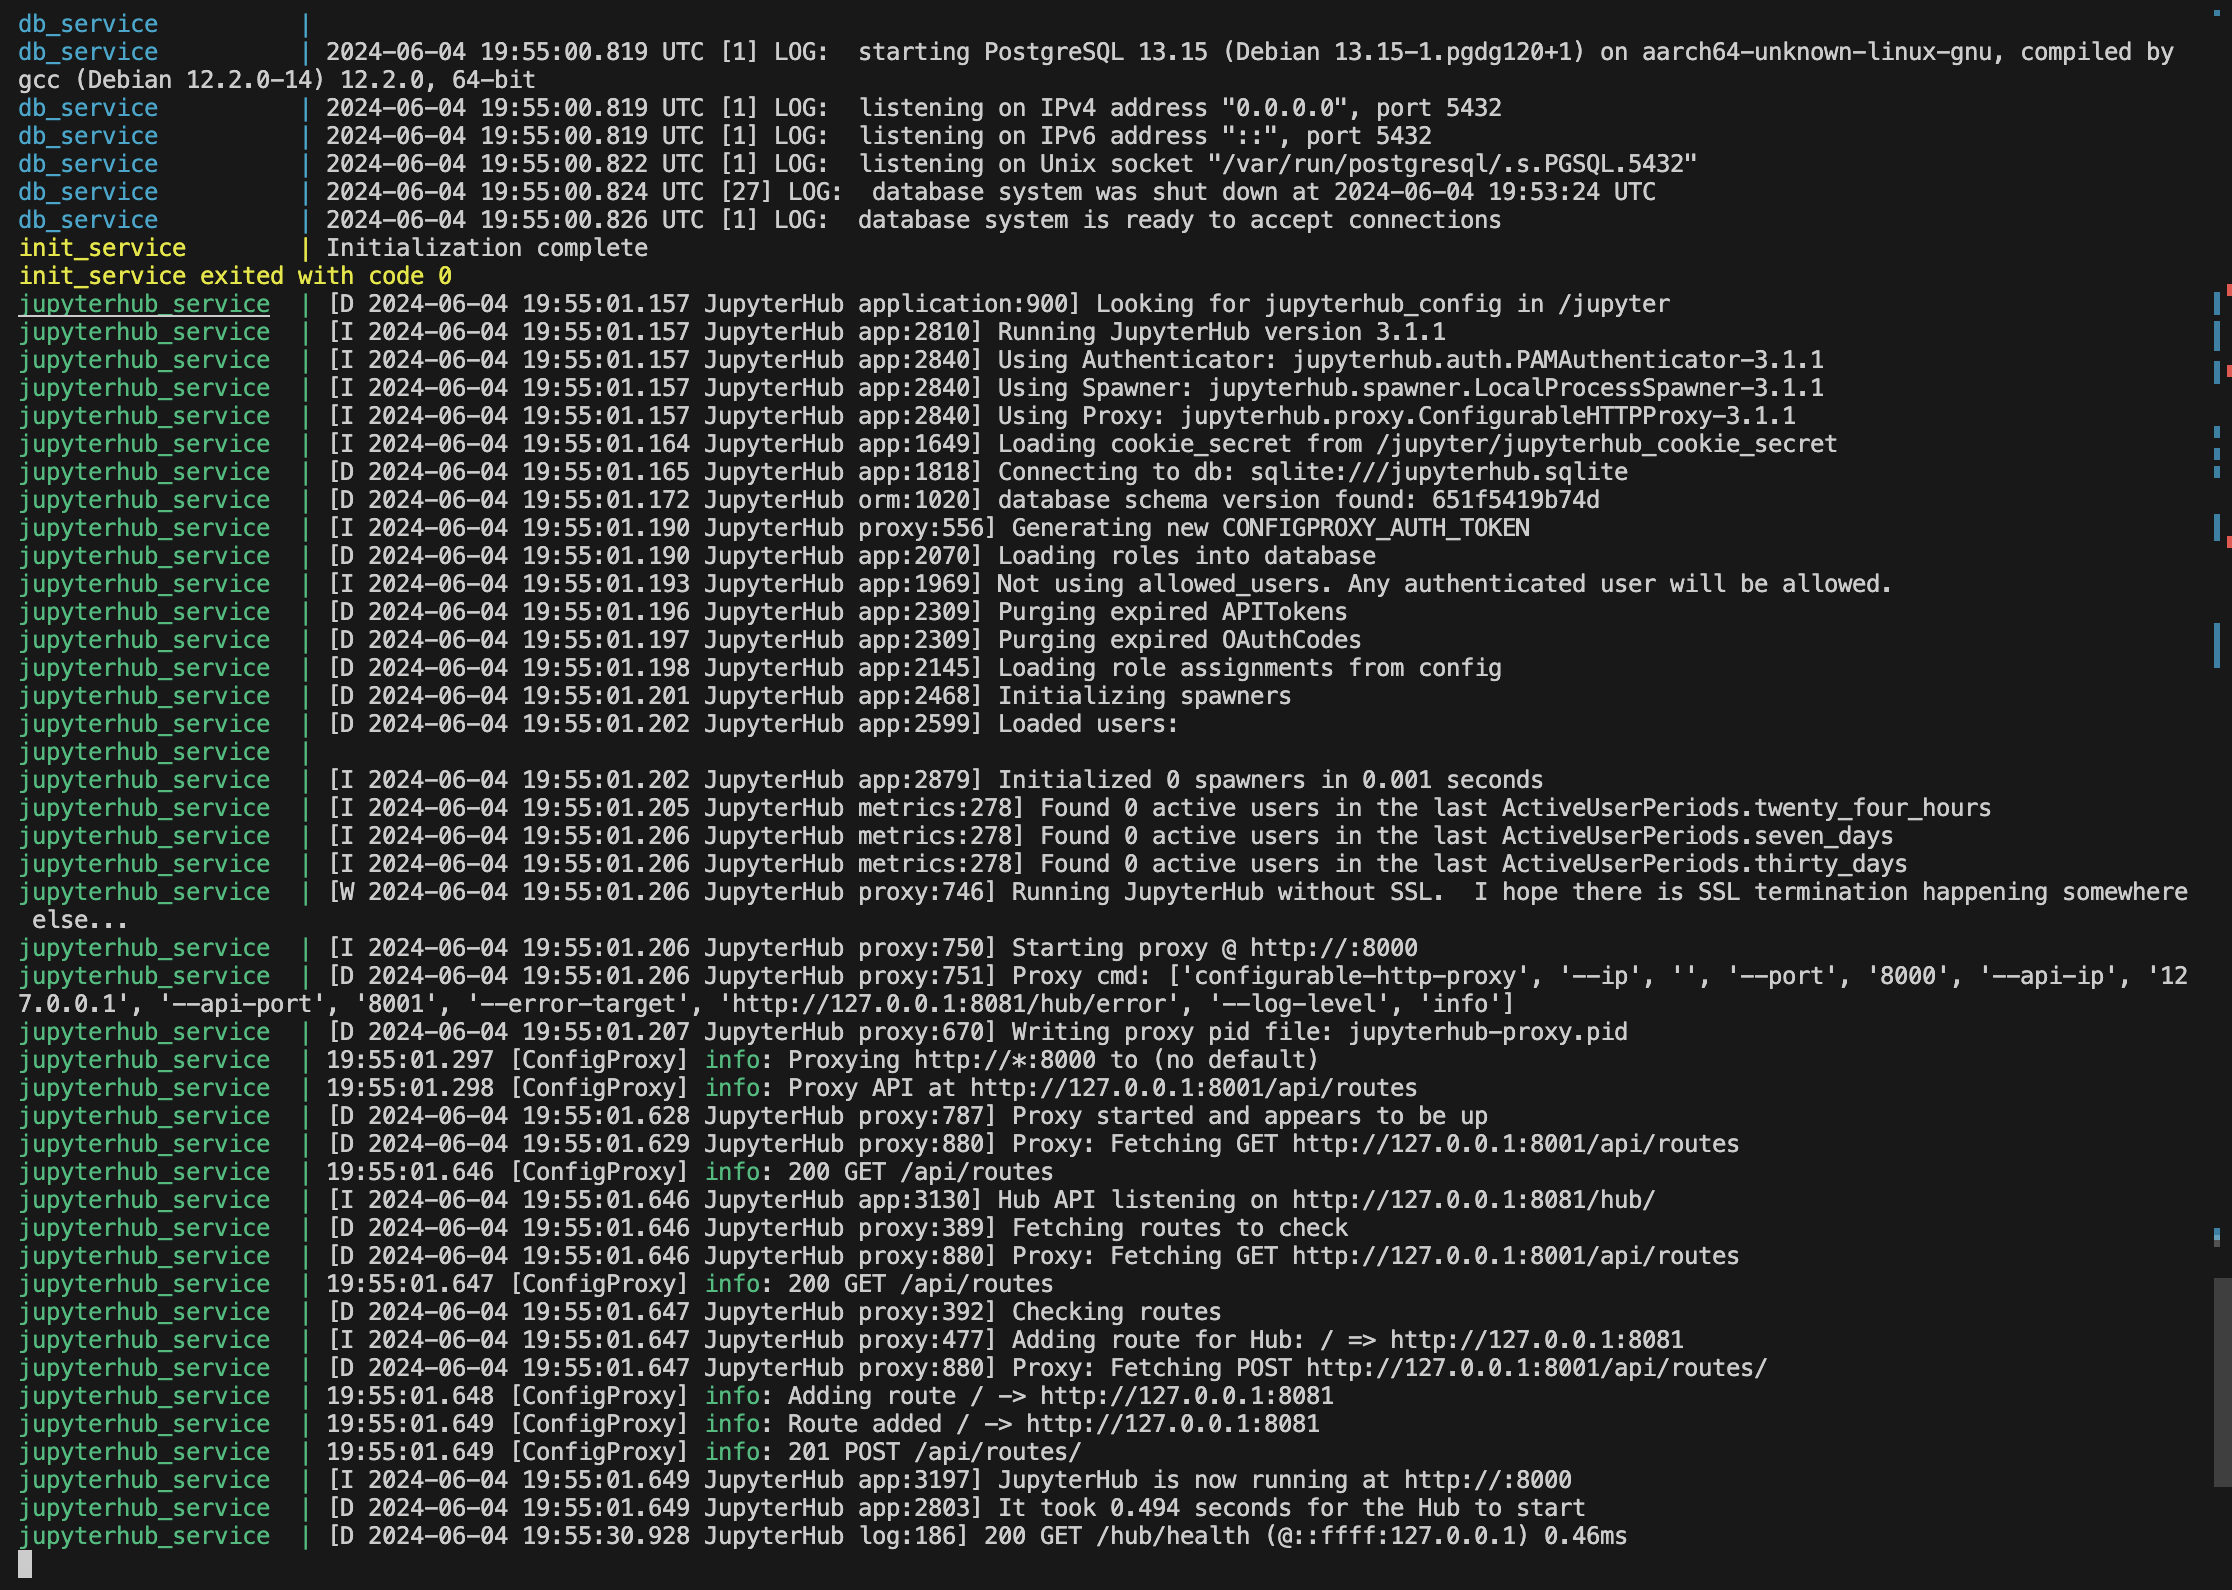 db_service          |
db_service          | 2024-06-04 19:55:00.819 UTC [1] LOG:  starting PostgreSQL 13.15 (Debian 13.15-1.pgdg120+1) on aarch64-unknown-linux-gnu, compiled by
gcc (Debian 12.2.0-14) 12.2.0, 64-bit
db_service          | 2024-06-04 19:55:00.819 UTC [1] LOG:  listening on IPv4 address "0.0.0.0", port 5432
db_service          | 2024-06-04 19:55:00.819 UTC [1] LOG:  listening on IPv6 address "::", port 5432
db_service          | 2024-06-04 19:55:00.822 UTC [1] LOG:  listening on Unix socket "/var/run/postgresql/.s.PGSQL.5432"
db_service          | 2024-06-04 19:55:00.824 UTC [27] LOG:  database system was shut down at 2024-06-04 19:53:24 UTC
db_service          | 2024-06-04 19:55:00.826 UTC [1] LOG:  database system is ready to accept connections
init_service        | Initialization complete
init_service exited with code 0
jupyterhub_service  | [D 2024-06-04 19:55:01.157 JupyterHub application:900] Looking for jupyterhub_config in /jupyter
jupyterhub_service  | [I 2024-06-04 19:55:01.157 JupyterHub app:2810] Running JupyterHub version 3.1.1
jupyterhub_service  | [I 2024-06-04 19:55:01.157 JupyterHub app:2840] Using Authenticator: jupyterhub.auth.PAMAuthenticator-3.1.1
jupyterhub_service  | [I 2024-06-04 19:55:01.157 JupyterHub app:2840] Using Spawner: jupyterhub.spawner.LocalProcessSpawner-3.1.1
jupyterhub_service  | [I 2024-06-04 19:55:01.157 JupyterHub app:2840] Using Proxy: jupyterhub.proxy.ConfigurableHTTPProxy-3.1.1
jupyterhub_service  | [I 2024-06-04 19:55:01.164 JupyterHub app:1649] Loading cookie_secret from /jupyter/jupyterhub_cookie_secret
jupyterhub_service  | [D 2024-06-04 19:55:01.165 JupyterHub app:1818] Connecting to db: sqlite:///jupyterhub.sqlite
jupyterhub_service  | [D 2024-06-04 19:55:01.172 JupyterHub orm:1020] database schema version found: 651f5419b74d
jupyterhub_service  | [I 2024-06-04 19:55:01.190 JupyterHub proxy:556] Generating new CONFIGPROXY_AUTH_TOKEN
jupyterhub_service  | [D 2024-06-04 19:55:01.190 JupyterHub app:2070] Loading roles into database
jupyterhub_service  | [I 2024-06-04 19:55:01.193 JupyterHub app:1969] Not using allowed_users. Any authenticated user will be allowed.
jupyterhub_service  | [D 2024-06-04 19:55:01.196 JupyterHub app:2309] Purging expired APITokens
jupyterhub_service  | [D 2024-06-04 19:55:01.197 JupyterHub app:2309] Purging expired OAuthCodes
jupyterhub_service  | [D 2024-06-04 19:55:01.198 JupyterHub app:2145] Loading role assignments from config
jupyterhub_service  | [D 2024-06-04 19:55:01.201 JupyterHub app:2468] Initializing spawners
jupyterhub_service  | [D 2024-06-04 19:55:01.202 JupyterHub app:2599] Loaded users:
jupyterhub_service  |
jupyterhub_service  | [I 2024-06-04 19:55:01.202 JupyterHub app:2879] Initialized 0 spawners in 0.001 seconds
jupyterhub_service  | [I 2024-06-04 19:55:01.205 JupyterHub metrics:278] Found 0 active users in the last ActiveUserPeriods.twenty_four_hours
jupyterhub_service  | [I 2024-06-04 19:55:01.206 JupyterHub metrics:278] Found 0 active users in the last ActiveUserPeriods.seven_days
jupyterhub_service  | [I 2024-06-04 19:55:01.206 JupyterHub metrics:278] Found 0 active users in the last ActiveUserPeriods.thirty_days
jupyterhub_service  | [W 2024-06-04 19:55:01.206 JupyterHub proxy:746] Running JupyterHub without SSL.  I hope there is SSL termination happening somewhere
 else...
jupyterhub_service  | [I 2024-06-04 19:55:01.206 JupyterHub proxy:750] Starting proxy @ http://:8000
jupyterhub_service  | [D 2024-06-04 19:55:01.206 JupyterHub proxy:751] Proxy cmd: ['configurable-http-proxy', '--ip', '', '--port', '8000', '--api-ip', '12
7.0.0.1', '--api-port', '8001', '--error-target', 'http://127.0.0.1:8081/hub/error', '--log-level', 'info']
jupyterhub_service  | [D 2024-06-04 19:55:01.207 JupyterHub proxy:670] Writing proxy pid file: jupyterhub-proxy.pid
jupyterhub_service  | 19:55:01.297 [ConfigProxy] info: Proxying http://*:8000 to (no default)
jupyterhub_service  | 19:55:01.298 [ConfigProxy] info: Proxy API at http://127.0.0.1:8001/api/routes
jupyterhub_service  | [D 2024-06-04 19:55:01.628 JupyterHub proxy:787] Proxy started and appears to be up
jupyterhub_service  | [D 2024-06-04 19:55:01.629 JupyterHub proxy:880] Proxy: Fetching GET http://127.0.0.1:8001/api/routes
jupyterhub_service  | 19:55:01.646 [ConfigProxy] info: 200 GET /api/routes
jupyterhub_service  | [I 2024-06-04 19:55:01.646 JupyterHub app:3130] Hub API listening on http://127.0.0.1:8081/hub/
jupyterhub_service  | [D 2024-06-04 19:55:01.646 JupyterHub proxy:389] Fetching routes to check
jupyterhub_service  | [D 2024-06-04 19:55:01.646 JupyterHub proxy:880] Proxy: Fetching GET http://127.0.0.1:8001/api/routes
jupyterhub_service  | 19:55:01.647 [ConfigProxy] info: 200 GET /api/routes
jupyterhub_service  | [D 2024-06-04 19:55:01.647 JupyterHub proxy:392] Checking routes
jupyterhub_service  | [I 2024-06-04 19:55:01.647 JupyterHub proxy:477] Adding route for Hub: / => http://127.0.0.1:8081
jupyterhub_service  | [D 2024-06-04 19:55:01.647 JupyterHub proxy:880] Proxy: Fetching POST http://127.0.0.1:8001/api/routes/
jupyterhub_service  | 19:55:01.648 [ConfigProxy] info: Adding route / -> http://127.0.0.1:8081
jupyterhub_service  | 19:55:01.649 [ConfigProxy] info: Route added / -> http://127.0.0.1:8081
jupyterhub_service  | 19:55:01.649 [ConfigProxy] info: 201 POST /api/routes/
jupyterhub_service  | [I 2024-06-04 19:55:01.649 JupyterHub app:3197] JupyterHub is now running at http://:8000
jupyterhub_service  | [D 2024-06-04 19:55:01.649 JupyterHub app:2803] It took 0.494 seconds for the Hub to start
jupyterhub_service  | [D 2024-06-04 19:55:30.928 JupyterHub log:186] 200 GET /hub/health (@::ffff:127.0.0.1) 0.46ms